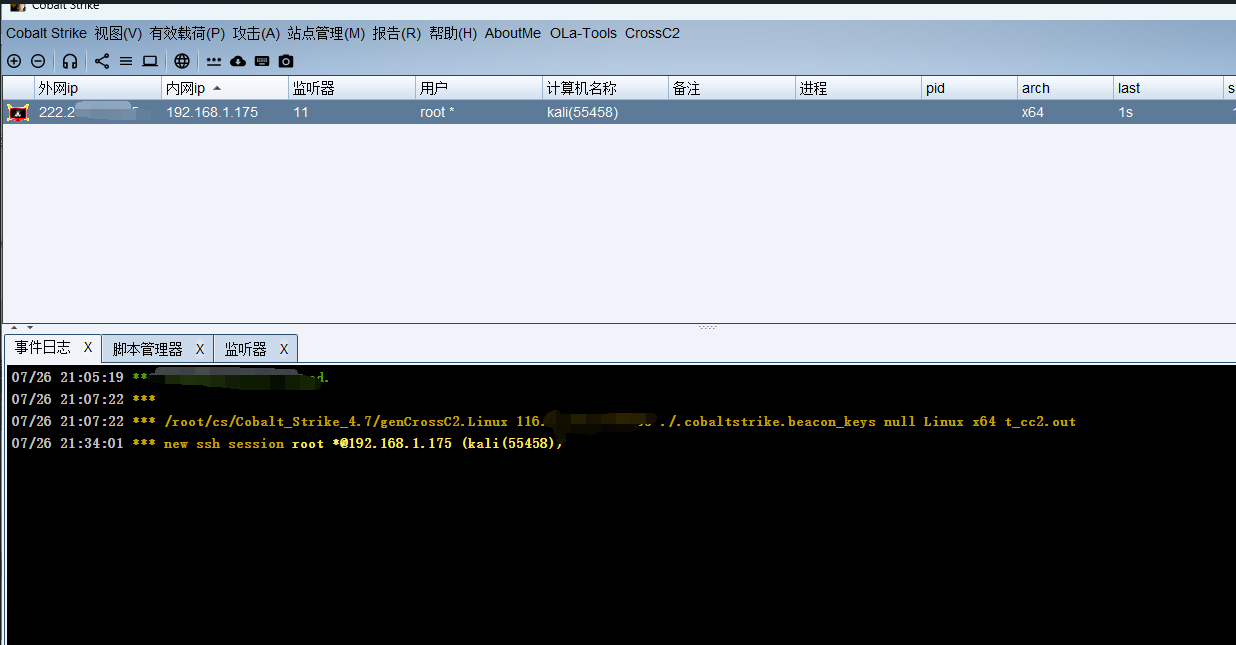 Cobalt Strike
Cobalt Strike 视图(V) 有效载荷(P) 攻击(A) 站点管理(M) 报告(R) 帮助(H) AboutMe OLa-Tools CrossC2
外网ip 内网ip 监听器 用户 计算机名称 备注 进程 pid arch last s
222.2 192.168.1.175 11 root * kali(55458) x64 1s
事件日志 X 脚本管理器 X 监听器 X
07/26 21:05:19 ** d.
07/26 21:07:22 ***
07/26 21:07:22 *** /root/cs/Cobalt_Strike_4.7/genCrossC2.Linux 116. ./.cobaltstrike.beacon_keys null Linux x64 t_cc2.out
07/26 21:34:01 *** new ssh session root *@192.168.1.175 (kali(55458);